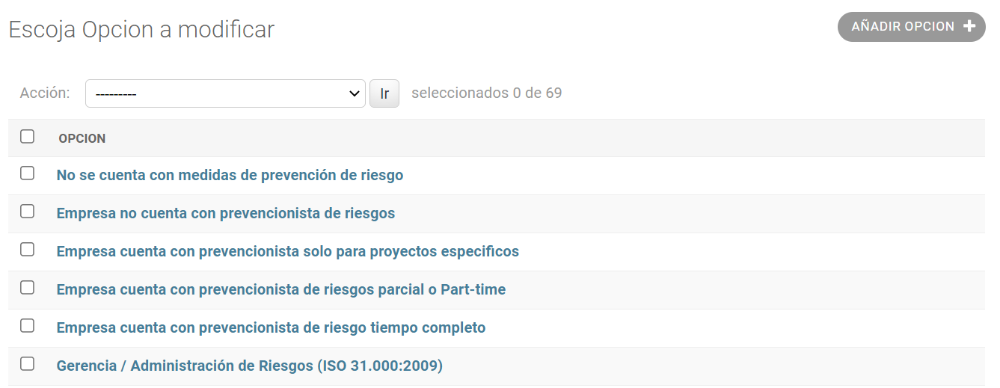 Escoja Opcion a modificar
AÑADIR OPCION
Acción: --------- Ir seleccionados 0 de 69
OPCION
No se cuenta con medidas de prevención de riesgo
Empresa no cuenta con prevencionista de riesgos
Empresa cuenta con prevencionista solo para proyectos especificos
Empresa cuenta con prevencionista de riesgos parcial o Part-time
Empresa cuenta con prevencionista de riesgo tiempo completo
Gerencia / Administración de Riesgos (ISO 31.000:2009)